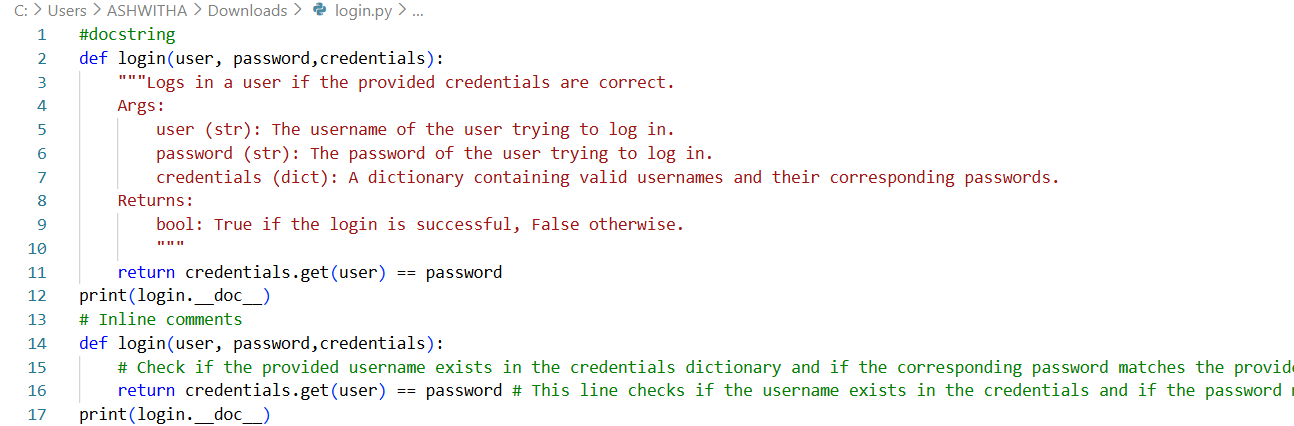 C: > Users > ASHWITHA > Downloads > login.py > ...
1 #docstring
2 def login(user, password,credentials):
3     """Logs in a user if the provided credentials are correct.
4     Args:
5         user (str): The username of the user trying to log in.
6         password (str): The password of the user trying to log in.
7         credentials (dict): A dictionary containing valid usernames and their corresponding passwords.
8     Returns:
9         bool: True if the login is successful, False otherwise.
10         """
11     return credentials.get(user) == password
12 print(login.__doc__)
13 # Inline comments
14 def login(user, password,credentials):
15     # Check if the provided username exists in the credentials dictionary and if the corresponding password matches the
16     return credentials.get(user) == password # This line checks if the username exists in the credentials and if the password
17 print(login.__doc__)